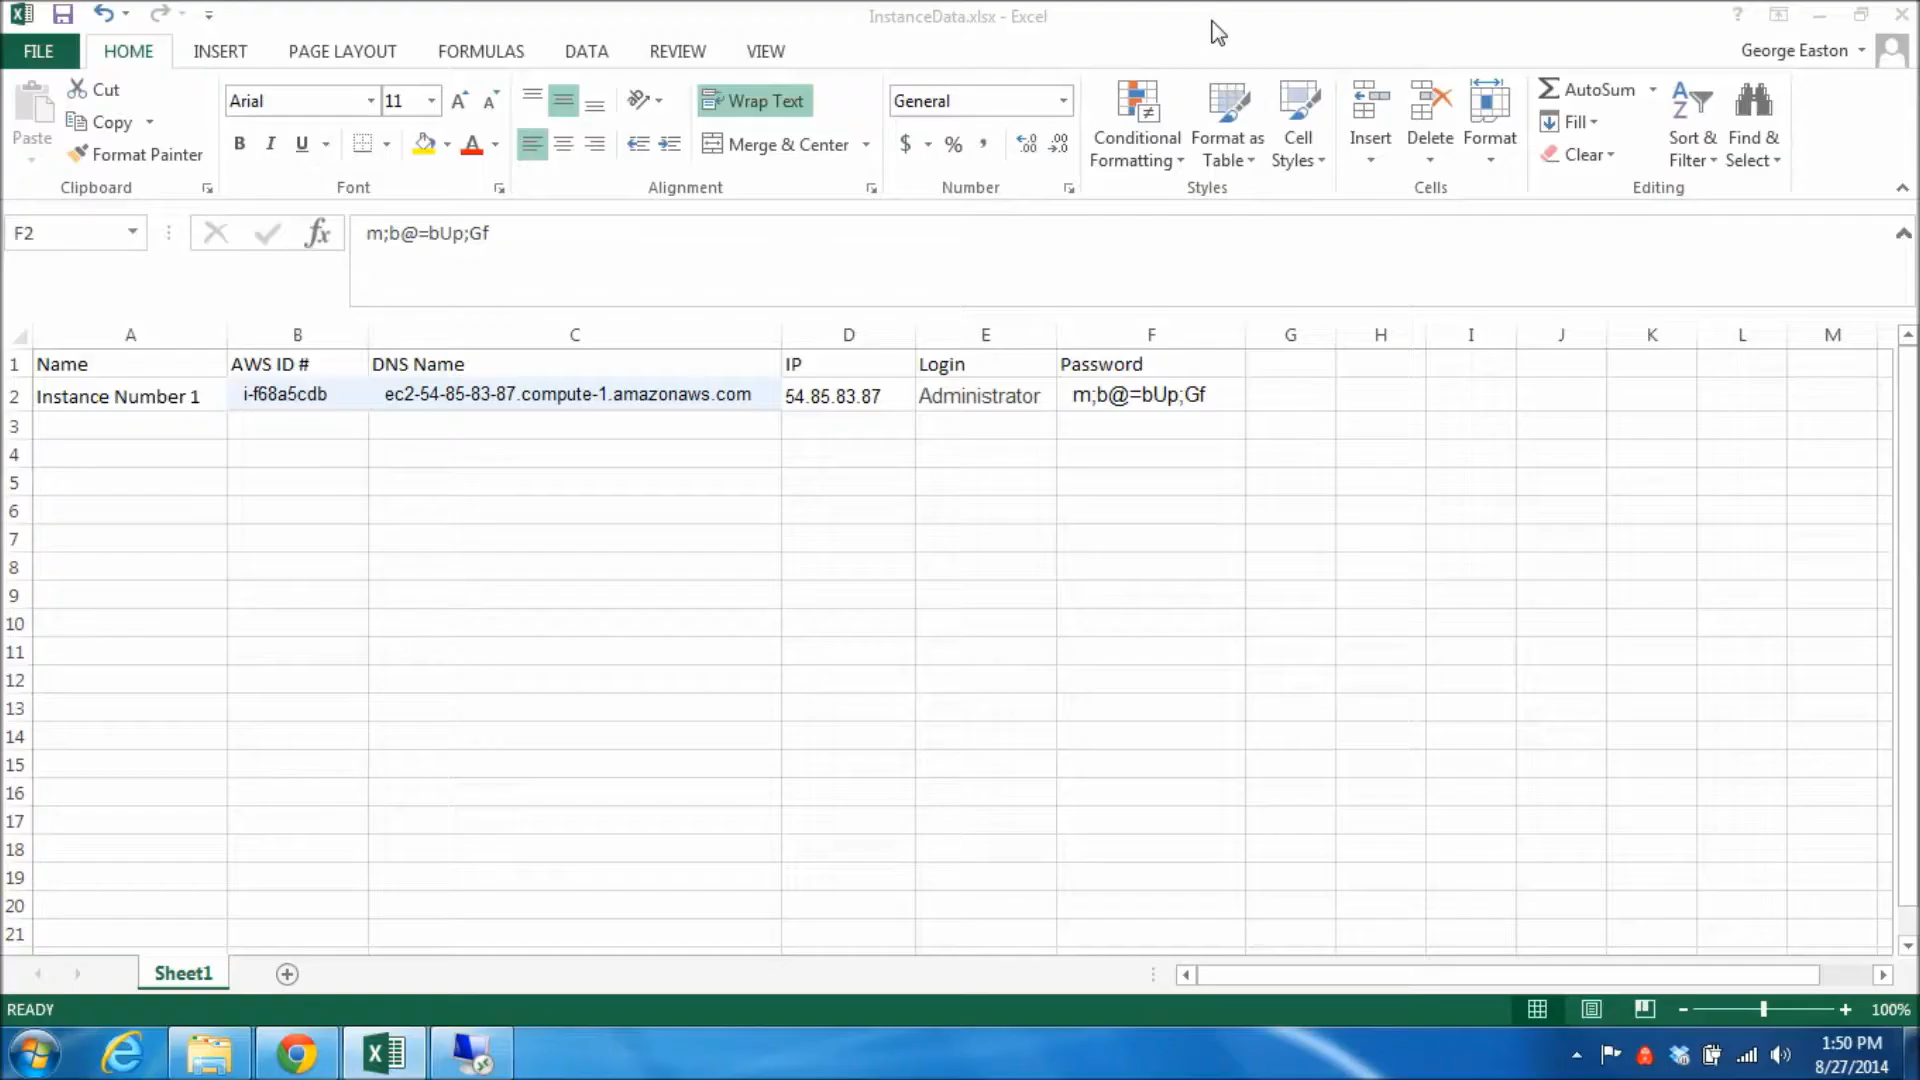 InstanceData.xlsx - Excel
?
FILE HOME INSERT PAGE LAYOUT FORMULAS DATA REVIEW VIEW George Easton
Paste
Cut
Copy
Format Painter
Clipboard
Arial 11
B I U
Font
Wrap Text
Merge & Center
Alignment
General
$ % ,
Number
Conditional Formatting
Format as Table
Cell Styles
Styles
Insert
Delete
Format
Cells
AutoSum
Fill
Clear
Sort & Filter
Find & Select
Editing
F2 fx m;b@=bUp;Gf
A B C D E F G H I J K L M
1 Name AWS ID # DNS Name IP Login Password
2 Instance Number 1 i-f68a5cdb ec2-54-85-83-87.compute-1.amazonaws.com 54.85.83.87 Administrator m;b@=bUp;Gf
3
4
5
6
7
8
9
10
11
12
13
14
15
16
17
18
19
20
21
Sheet1
READY 100%
1:50 PM
8/27/2014